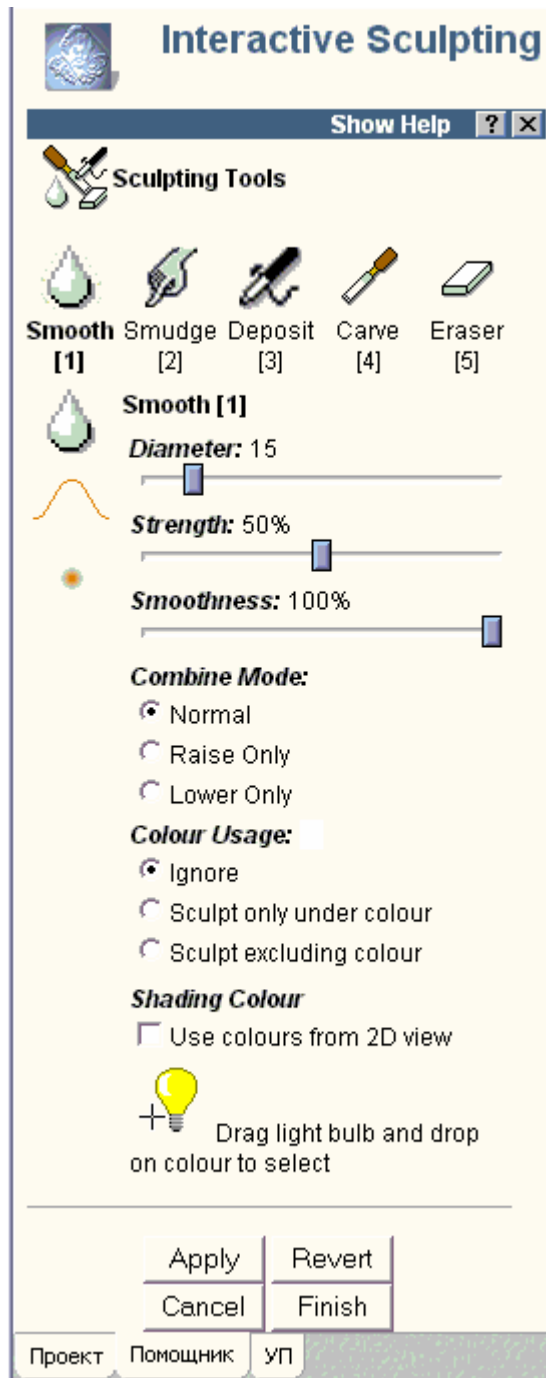 Interactive Sculpting
Show Help ? X
Sculpting Tools
Smooth Smudge Deposit Carve Eraser
[1] [2] [3] [4] [5]
Smooth [1]
Diameter: 15
Strength: 50%
Smoothness: 100%
Combine Mode:
Normal
Raise Only
Lower Only
Colour Usage:
Ignore
Sculpt only under colour
Sculpt excluding colour
Shading Colour
Use colours from 2D view
Drag light bulb and drop
on colour to select
Apply Revert
Cancel Finish
Проект Помощник УП